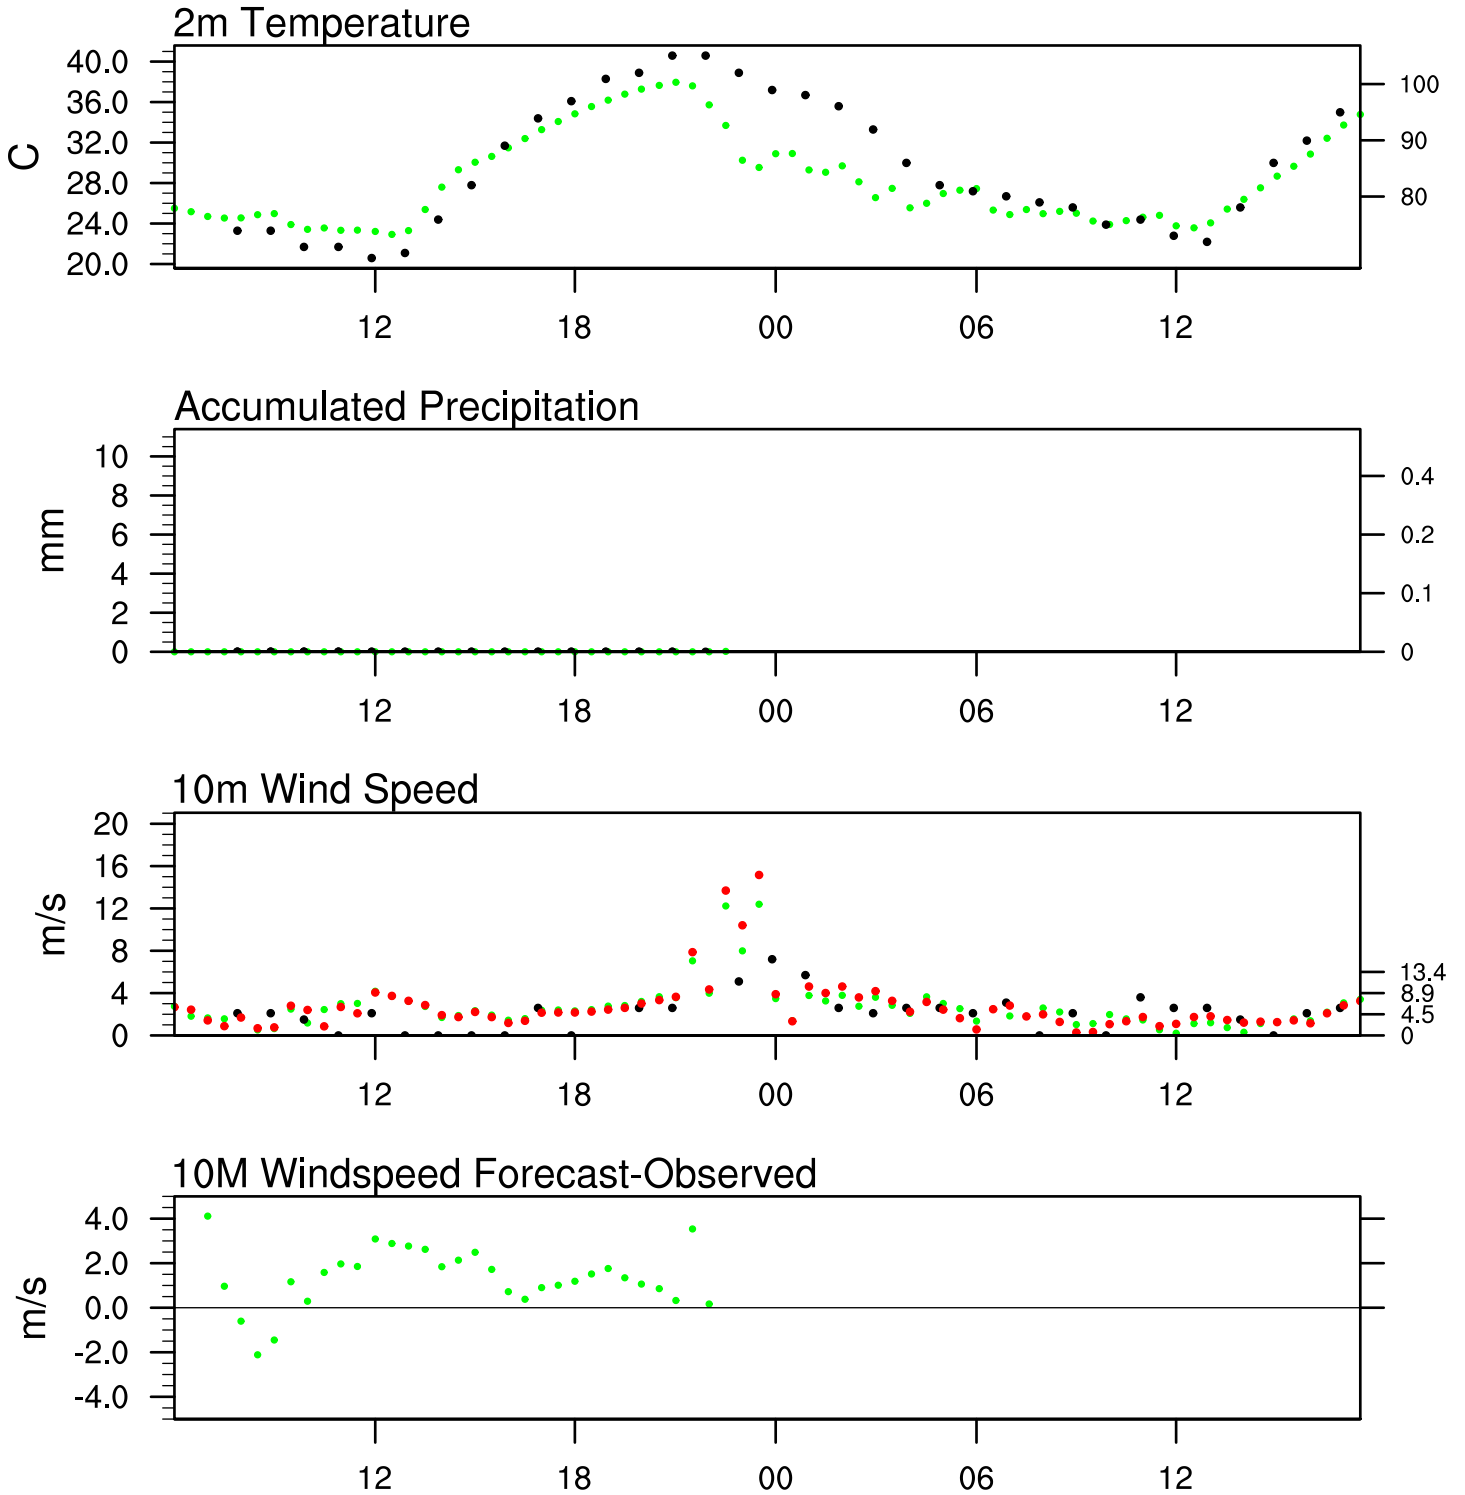 2m Temperature
40.0
36.0
32.0
28.0
24.0
20.0
C
100
90
80
12 18 00 06 12
Accumulated Precipitation
10
8
6
4
2
0
mm
0.4
0.2
0.1
0
12 18 00 06 12
10m Wind Speed
20
16
12
8
4
0
m/s
13.4
8.9
4.5
0
12 18 00 06 12
10M Windspeed Forecast-Observed
4.0
2.0
0.0
-2.0
-4.0
m/s
12 18 00 06 12